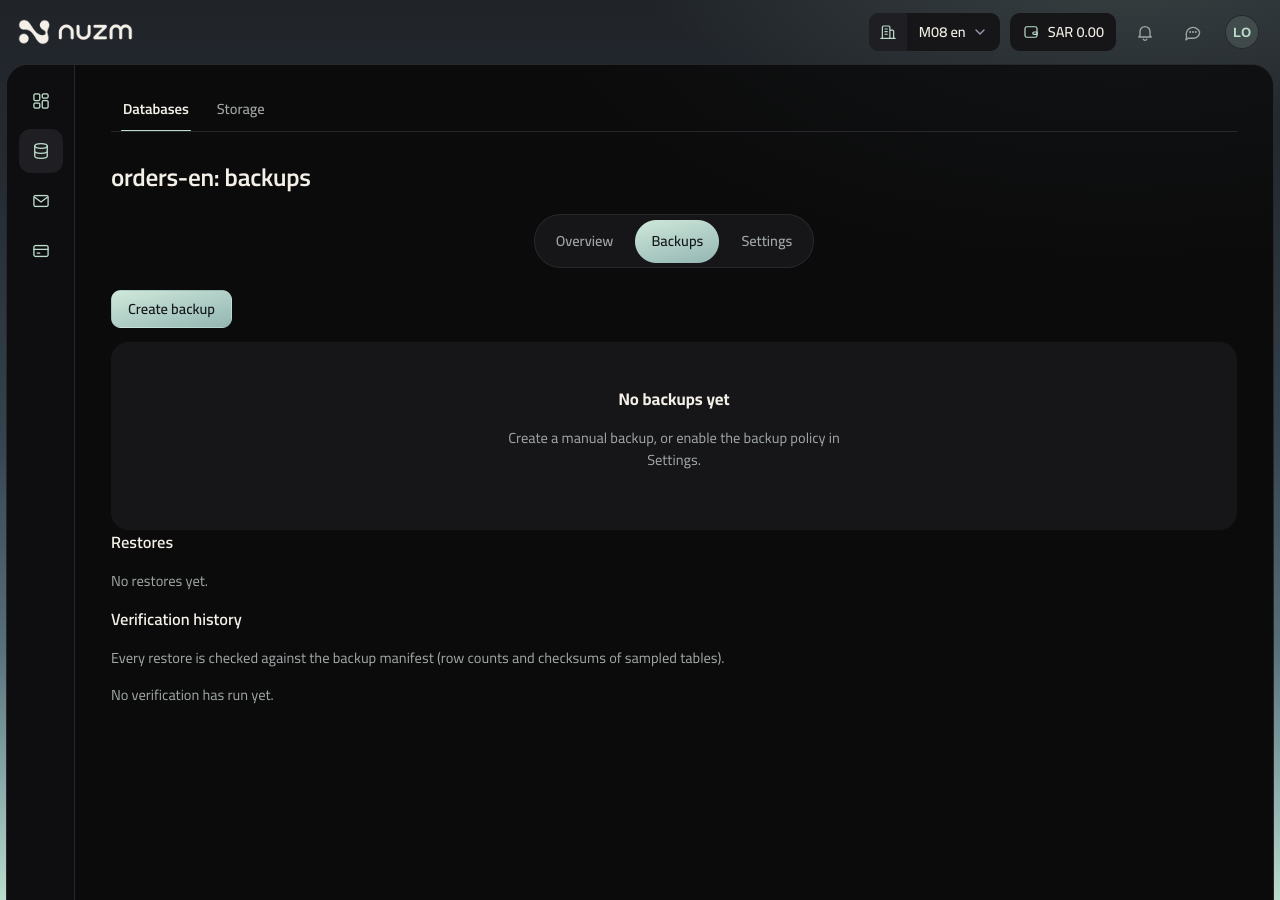 nuzm
M08 en
SAR 0.00
LO
Databases
Storage
orders-en: backups
Overview
Backups
Settings
Create backup
No backups yet
Create a manual backup, or enable the backup policy in
Settings.
Restores
No restores yet.
Verification history
Every restore is checked against the backup manifest (row counts and checksums of sampled tables).
No verification has run yet.